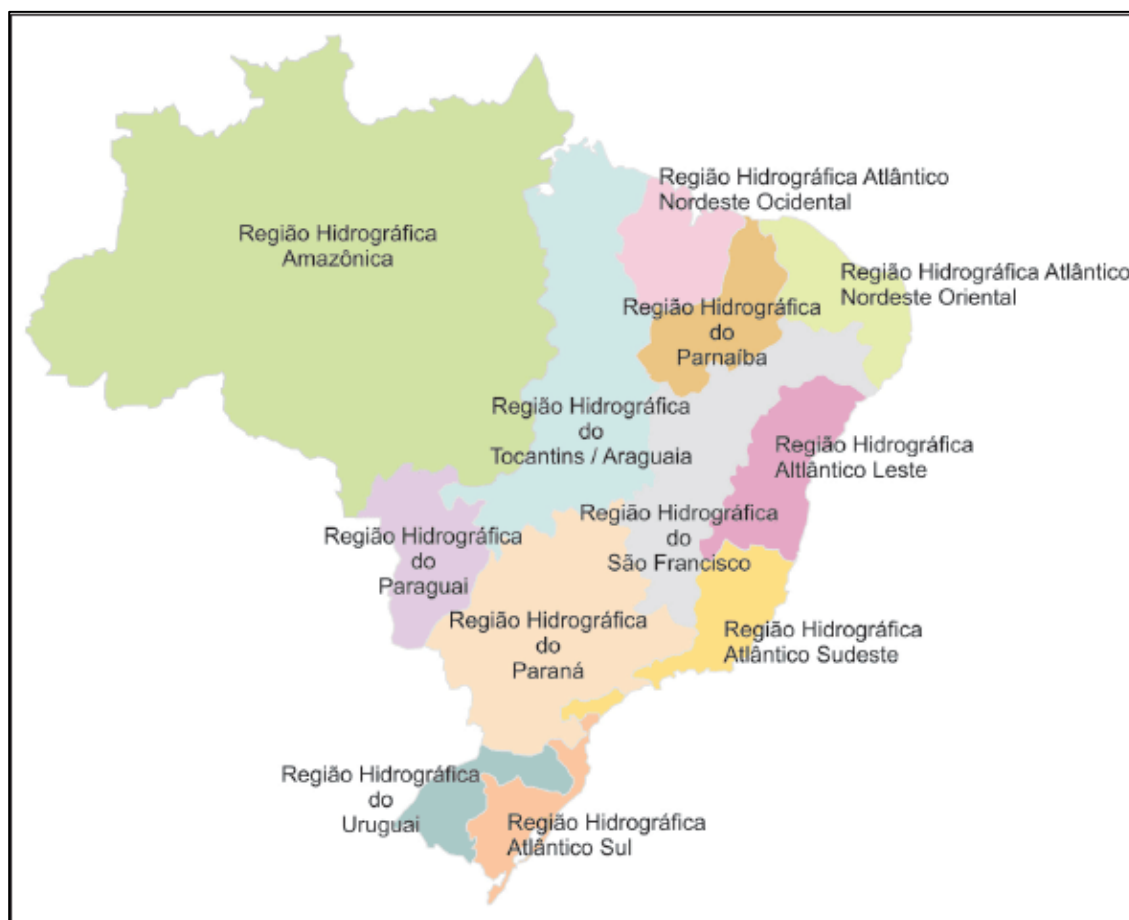 Região Hidrográfica Atlântico
Nordeste Ocidental
Região Hidrográfica
Amazônica
Região Hidrográfica Atlântico
Nordeste Oriental
Região Hidrográfica
do
Parnaíba
Região Hidrográfica
do
Tocantins / Araguaia
Região Hidrográfica
Altlântico Leste
Região Hidrográfica
do
São Francisco
Região Hidrográfica
do
Paraguai
Região Hidrográfica
do
Paraná
Região Hidrográfica
Atlântico Sudeste
Região Hidrográfica
do
Uruguai
Região Hidrográfica
Atlântico Sul